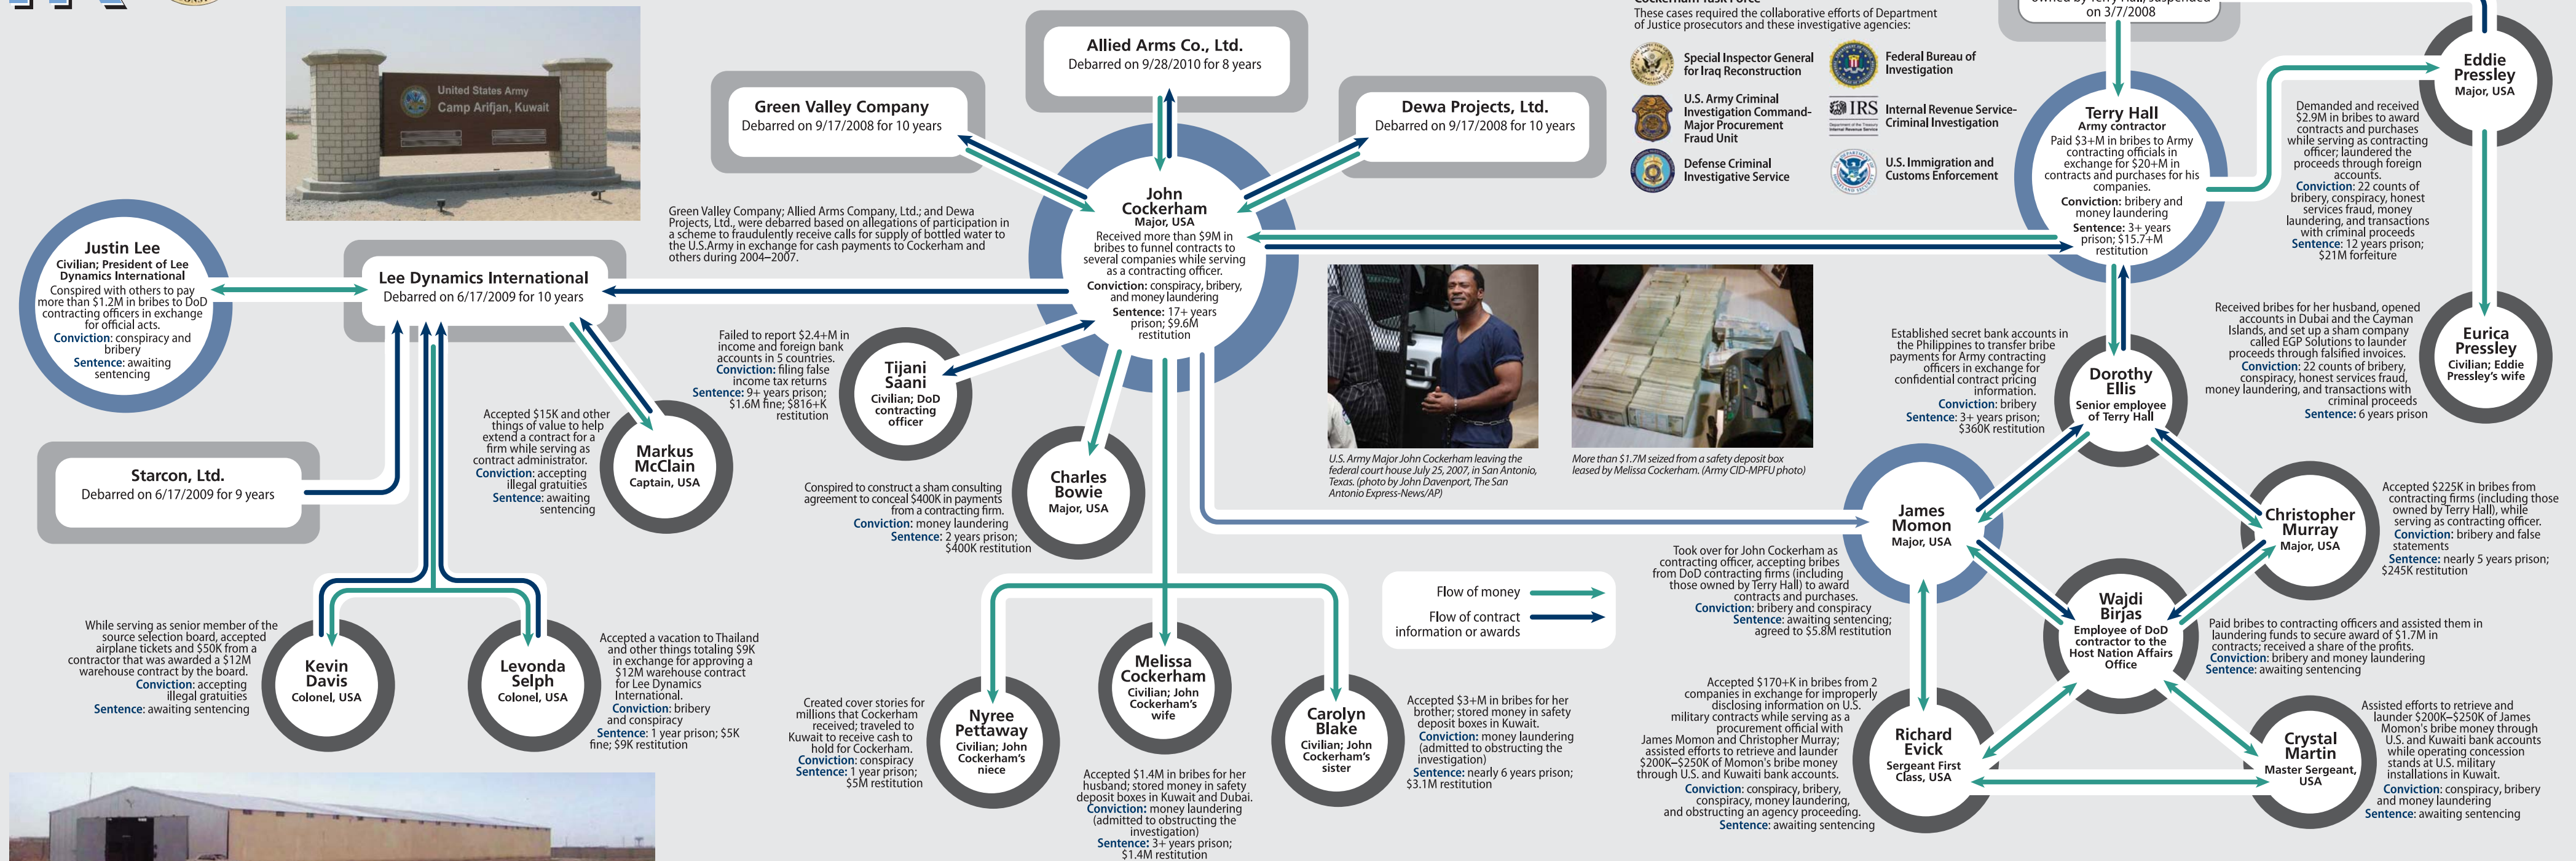 Cockerham Task Force
These cases required the collaborative efforts of Department
of Justice prosecutors and these investigative agencies:
Special Inspector General
for Iraq Reconstruction
Federal Bureau of
Investigation
U.S. Army Criminal
Investigation Command-
Major Procurement
Fraud Unit
IRS
Department of the Treasury
Internal Revenue Service
Internal Revenue Service-
Criminal Investigation
Defense Criminal
Investigative Service
U.S. Immigration and
Customs Enforcement
owned by Terry Hall, suspended
on 3/7/2008
United States Army
Camp Arifjan, Kuwait
Green Valley Company
Debarred on 9/17/2008 for 10 years
Allied Arms Co., Ltd.
Debarred on 9/28/2010 for 8 years
Dewa Projects, Ltd.
Debarred on 9/17/2008 for 10 years
Green Valley Company; Allied Arms Company, Ltd.; and Dewa
Projects, Ltd., were debarred based on allegations of participation in
a scheme to fraudulently receive calls for supply of bottled water to
the U.S.Army in exchange for cash payments to Cockerham and
others during 2004–2007.
John
Cockerham
Major, USA
Received more than $9M in
bribes to funnel contracts to
several companies while serving
as a contracting officer.
Conviction: conspiracy, bribery,
and money laundering
Sentence: 17+ years
prison; $9.6M
restitution
Terry Hall
Army contractor
Paid $3+M in bribes to Army
contracting officials in
exchange for $20+M in
contracts and purchases for his
companies.
Conviction: bribery and
money laundering
Sentence: 3+ years
prison; $15.7+M
restitution
Eddie
Pressley
Major, USA
Demanded and received
$2.9M in bribes to award
contracts and purchases
while serving as contracting
officer; laundered the
proceeds through foreign
accounts.
Conviction: 22 counts of
bribery, conspiracy, honest
services fraud, money
laundering, and transactions
with criminal proceeds
Sentence: 12 years prison;
$21M forfeiture
Justin Lee
Civilian; President of Lee
Dynamics International
Conspired with others to pay
more than $1.2M in bribes to DoD
contracting officers in exchange
for official acts.
Conviction: conspiracy and
bribery
Sentence: awaiting
sentencing
Lee Dynamics International
Debarred on 6/17/2009 for 10 years
Starcon, Ltd.
Debarred on 6/17/2009 for 9 years
Accepted $15K and other
things of value to help
extend a contract for a
firm while serving as
contract administrator.
Conviction: accepting
illegal gratuities
Sentence: awaiting
sentencing
Markus
McClain
Captain, USA
Failed to report $2.4+M in
income and foreign bank
accounts in 5 countries.
Conviction: filing false
income tax returns
Sentence: 9+ years prison;
$1.6M fine; $816+K
restitution
Tijani
Saani
Civilian; DoD
contracting
officer
Conspired to construct a sham consulting
agreement to conceal $400K in payments
from a contracting firm.
Conviction: money laundering
Sentence: 2 years prison;
$400K restitution
Charles
Bowie
Major, USA
U.S. Army Major John Cockerham leaving the
federal court house July 25, 2007, in San Antonio,
Texas. (photo by John Davenport, The San
Antonio Express-News/AP)
More than $1.7M seized from a safety deposit box
leased by Melissa Cockerham. (Army CID-MPFU photo)
Established secret bank accounts in
the Philippines to transfer bribe
payments for Army contracting
officers in exchange for
confidential contract pricing
information.
Conviction: bribery
Sentence: 3+ years prison;
$360K restitution
Dorothy
Ellis
Senior employee
of Terry Hall
Received bribes for her husband, opened
accounts in Dubai and the Cayman
Islands, and set up a sham company
called EGP Solutions to launder
proceeds through falsified invoices.
Conviction: 22 counts of bribery,
conspiracy, honest services fraud,
money laundering, and transactions with
criminal proceeds
Sentence: 6 years prison
Eurica
Pressley
Civilian; Eddie
Pressley's wife
James
Momon
Major, USA
Took over for John Cockerham as
contracting officer, accepting bribes
from DoD contracting firms (including
those owned by Terry Hall) to award
contracts and purchases.
Conviction: bribery and conspiracy
Sentence: awaiting sentencing;
agreed to $5.8M restitution
Christopher
Murray
Major, USA
Accepted $225K in bribes from
contracting firms (including those
owned by Terry Hall), while
serving as contracting officer.
Conviction: bribery and false
statements
Sentence: nearly 5 years prison;
$245K restitution
Flow of money
Flow of contract
information or awards
Wajdi
Birjas
Employee of DoD
contractor to the
Host Nation Affairs
Office
Paid bribes to contracting officers and assisted them in
laundering funds to secure award of $1.7M in
contracts; received a share of the profits.
Conviction: bribery and money laundering
Sentence: awaiting sentencing
While serving as senior member of the
source selection board, accepted
airplane tickets and $50K from a
contractor that was awarded a $12M
warehouse contract by the board.
Conviction: accepting
illegal gratuities
Sentence: awaiting sentencing
Kevin
Davis
Colonel, USA
Levonda
Selph
Colonel, USA
Accepted a vacation to Thailand
and other things totaling $9K
in exchange for approving a
$12M warehouse contract
for Lee Dynamics
International.
Conviction: bribery
and conspiracy
Sentence: 1 year prison; $5K
fine; $9K restitution
Created cover stories for
millions that Cockerham
received; traveled to
Kuwait to receive cash to
hold for Cockerham.
Conviction: conspiracy
Sentence: 1 year prison;
$5M restitution
Nyree
Pettaway
Civilian; John
Cockerham's
niece
Melissa
Cockerham
Civilian; John
Cockerham's
wife
Accepted $1.4M in bribes for her
husband; stored money in safety
deposit boxes in Kuwait and Dubai.
Conviction: money laundering
(admitted to obstructing the
investigation)
Sentence: 3+ years prison;
$1.4M restitution
Carolyn
Blake
Civilian; John
Cockerham's
sister
Accepted $3+M in bribes for her
brother; stored money in safety
deposit boxes in Kuwait.
Conviction: money laundering
(admitted to obstructing the
investigation)
Sentence: nearly 6 years prison;
$3.1M restitution
Accepted $170+K in bribes from 2
companies in exchange for improperly
disclosing information on U.S.
military contracts while serving as a
procurement official with
James Momon and Christopher Murray;
assisted efforts to retrieve and launder
$200K–$250K of Momon's bribe money
through U.S. and Kuwaiti bank accounts.
Conviction: conspiracy, bribery,
conspiracy, money laundering,
and obstructing an agency proceeding.
Sentence: awaiting sentencing
Richard
Evick
Sergeant First
Class, USA
Crystal
Martin
Master Sergeant,
USA
Assisted efforts to retrieve and
launder $200K–$250K of James
Momon's bribe money through
U.S. and Kuwaiti bank accounts
while operating concession
stands at U.S. military
installations in Kuwait.
Conviction: conspiracy, bribery
and money laundering
Sentence: awaiting sentencing